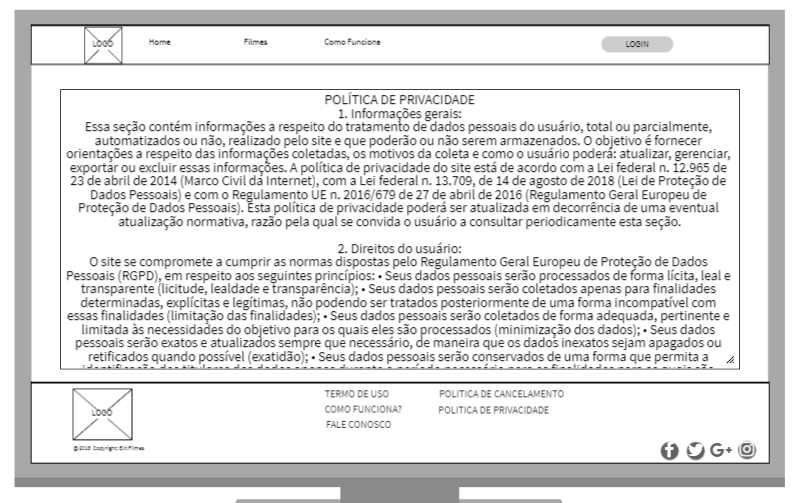 LOGO
Home
Filmes
Como Funciona
LOGIN
POLÍTICA DE PRIVACIDADE
1. Informações gerais:
Essa seção contém informações a respeito do tratamento de dados pessoais do usuário, total ou parcialmente,
automatizados ou não, realizado pelo site e que poderão ou não serem armazenados. O objetivo é fornecer
orientações a respeito das informações coletadas, os motivos da coleta e como o usuário poderá: atualizar, gerenciar,
exportar ou excluir essas informações. A política de privacidade do site está de acordo com a Lei federal n. 12.965 de
23 de abril de 2014 (Marco Civil da Internet), com a Lei federal n. 13.709, de 14 de agosto de 2018 (Lei de Proteção de
Dados Pessoais) e com o Regulamento UE n. 2016/679 de 27 de abril de 2016 (Regulamento Geral Europeu de
Proteção de Dados Pessoais). Esta política de privacidade poderá ser atualizada em decorrência de uma eventual
atualização normativa, razão pela qual se convida o usuário a consultar periodicamente esta seção.
2. Direitos do usuário:
O site se compromete a cumprir as normas dispostas pelo Regulamento Geral Europeu de Proteção de Dados
Pessoais (RGPD), em respeito aos seguintes princípios: • Seus dados pessoais serão processados de forma lícita, leal e
transparente (licitude, lealdade e transparência); • Seus dados pessoais serão coletados apenas para finalidades
determinadas, explícitas e legítimas, não podendo ser tratados posteriormente de uma forma incompatível com
essas finalidades (limitação das finalidades); • Seus dados pessoais serão coletados de forma adequada, pertinente e
limitada às necessidades do objetivo para os quais eles são processados (minimização dos dados); • Seus dados
pessoais serão exatos e atualizados sempre que necessário, de maneira que os dados inexatos sejam apagados ou
retificados quando possível (exatidão); • Seus dados pessoais serão conservados de uma forma que permita a
LOGO
@2018 Copyright: Elit Filmes
TERMO DE USO
COMO FUNCIONA?
FALE CONOSCO
POLITICA DE CANCELAMENTO
POLITICA DE PRIVACIDADE
G+